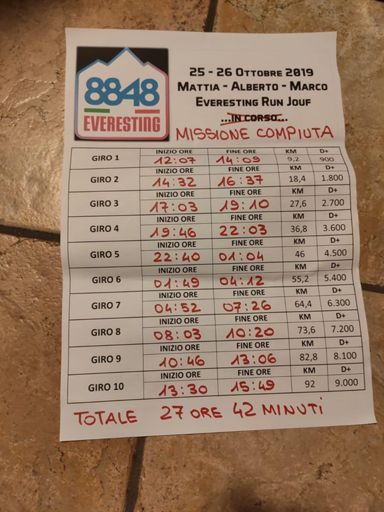 8848
EVERESTING
25 - 26 Ottobre 2019
Mattia - Alberto - Marco
Everesting Run Jouf
...in corso...
MISSIONE COMPIUTA
GIRO 1 INIZIO ORE 12:07 FINE ORE 14:09 KM 9,2 D+ 900
GIRO 2 INIZIO ORE 14:32 FINE ORE 16:37 KM 18,4 D+ 1.800
GIRO 3 INIZIO ORE 17:03 FINE ORE 19:10 KM 27,6 D+ 2.700
GIRO 4 INIZIO ORE 19:46 FINE ORE 22:03 KM 36,8 D+ 3.600
GIRO 5 INIZIO ORE 22:40 FINE ORE 01:04 KM 46 D+ 4.500
GIRO 6 INIZIO ORE 01:49 FINE ORE 04:12 KM 55,2 D+ 5.400
GIRO 7 INIZIO ORE 04:52 FINE ORE 07:26 KM 64,4 D+ 6.300
GIRO 8 INIZIO ORE 08:03 FINE ORE 10:20 KM 73,6 D+ 7.200
GIRO 9 INIZIO ORE 10:46 FINE ORE 13:06 KM 82,8 D+ 8.100
GIRO 10 INIZIO ORE 13:30 FINE ORE 15:49 KM 92 D+ 9.000
TOTALE 27 ORE 42 MINUTI